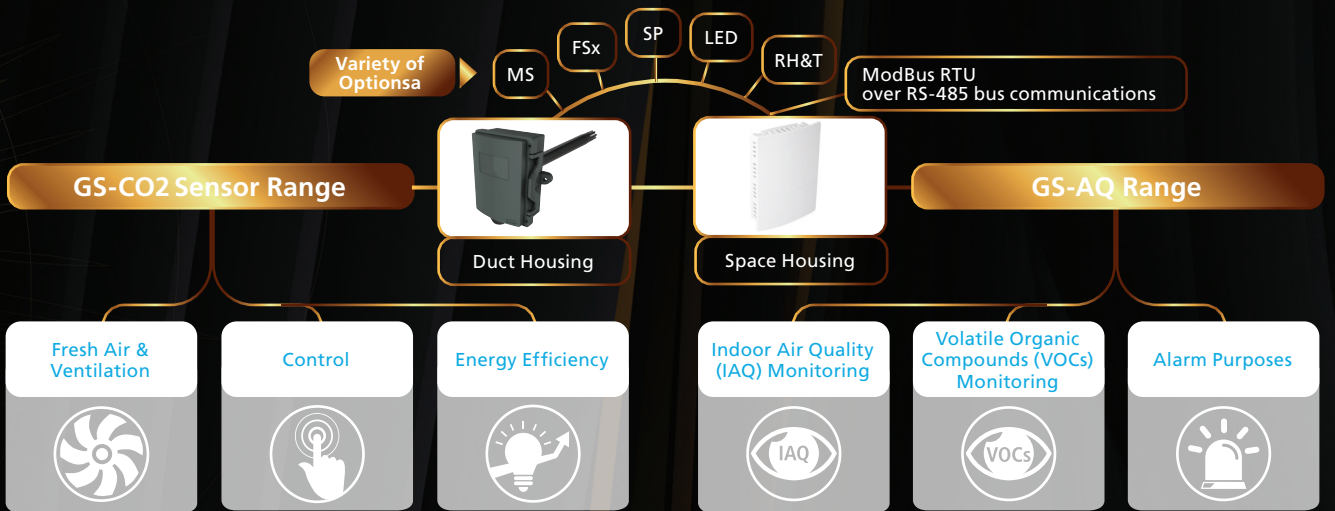 Variety of
Optionsa
MS
FSx
SP
LED
RH&T
ModBus RTU
over RS-485 bus communications
GS-CO2 Sensor Range
GS-AQ Range
Duct Housing
Space Housing
Fresh Air &
Ventilation
Control
Energy Efficiency
Indoor Air Quality
(IAQ) Monitoring
Volatile Organic
Compounds (VOCs)
Monitoring
Alarm Purposes
IAQ
VOCs